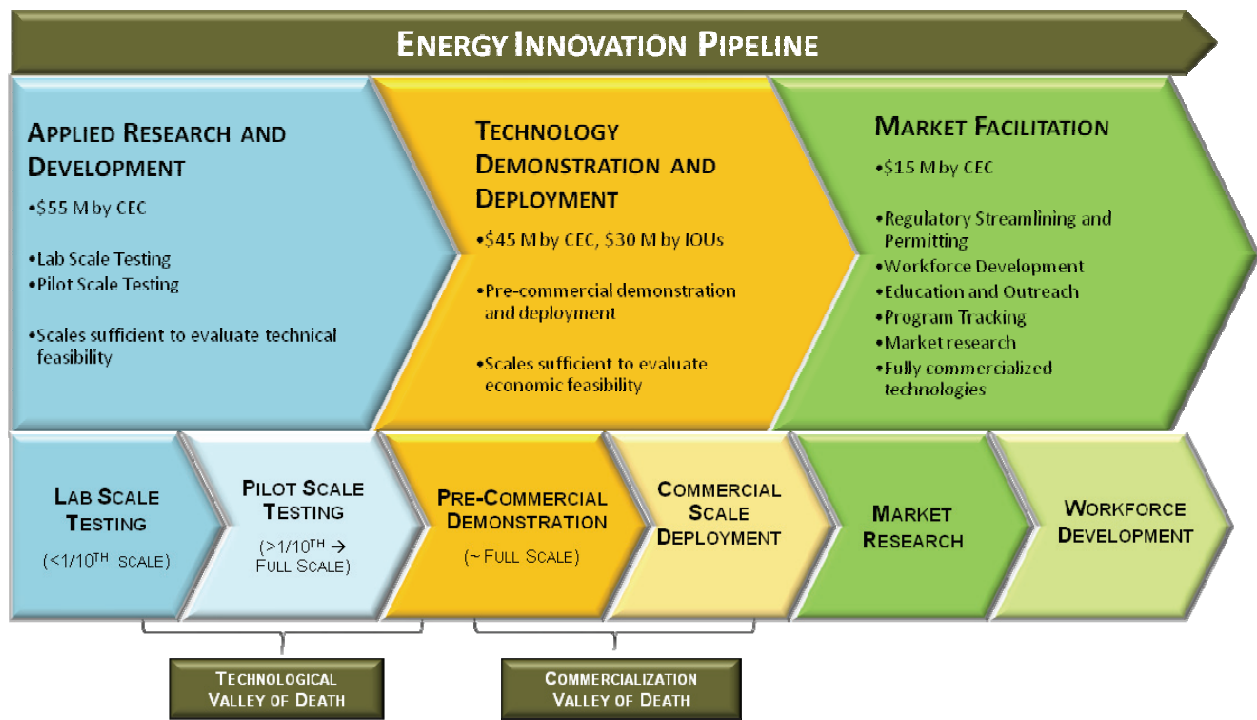 ENERGY INNOVATION PIPELINE
APPLIED RESEARCH AND
DEVELOPMENT
•$55 M by CEC
•Lab Scale Testing
•Pilot Scale Testing
•Scales sufficient to evaluate technical
feasibility
TECHNOLOGY
DEMONSTRATION AND
DEPLOYMENT
•$45 M by CEC, $30 M by IOUs
•Pre-commercial demonstration
and deployment
•Scales sufficient to evaluate
economic feasibility
MARKET FACILITATION
•$15 M by CEC
•Regulatory Streamlining and
Permitting
•Workforce Development
•Education and Outreach
•Program Tracking
•Market research
•Fully commercialized
technologies
LAB SCALE
TESTING
(<1/10TH SCALE)
PILOT SCALE
TESTING
(>1/10TH →
FULL SCALE)
PRE-COMMERCIAL
DEMONSTRATION
(~ FULL SCALE)
COMMERCIAL
SCALE
DEPLOYMENT
MARKET
RESEARCH
WORKFORCE
DEVELOPMENT
TECHNOLOGICAL
VALLEY OF DEATH
COMMERCIALIZATION
VALLEY OF DEATH